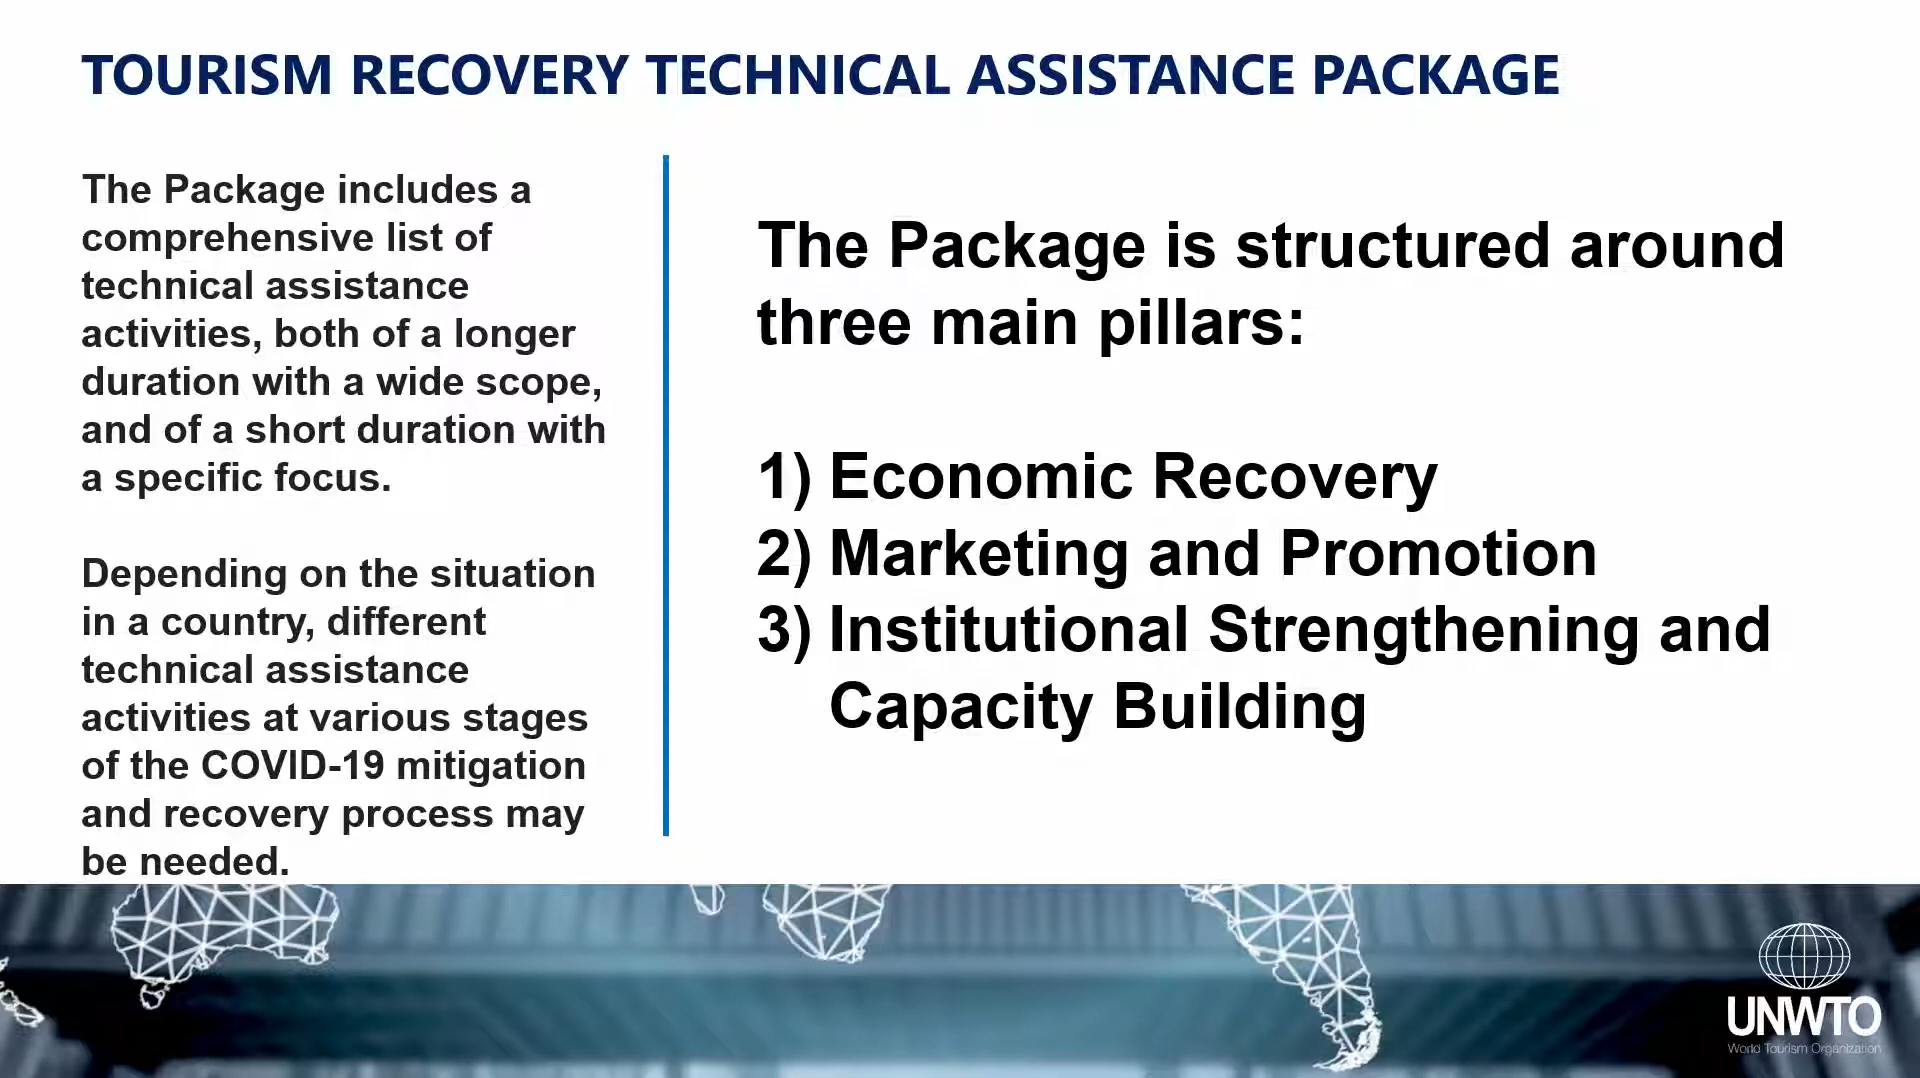 TOURISM RECOVERY TECHNICAL ASSISTANCE PACKAGE
The Package includes a
comprehensive list of
technical assistance
activities, both of a longer
duration with a wide scope,
and of a short duration with
a specific focus.
Depending on the situation
in a country, different
technical assistance
activities at various stages
of the COVID-19 mitigation
and recovery process may
be needed.
The Package is structured around
three main pillars:
1) Economic Recovery
2) Marketing and Promotion
3) Institutional Strengthening and
Capacity Building
UNWTO
World Tourism Organization